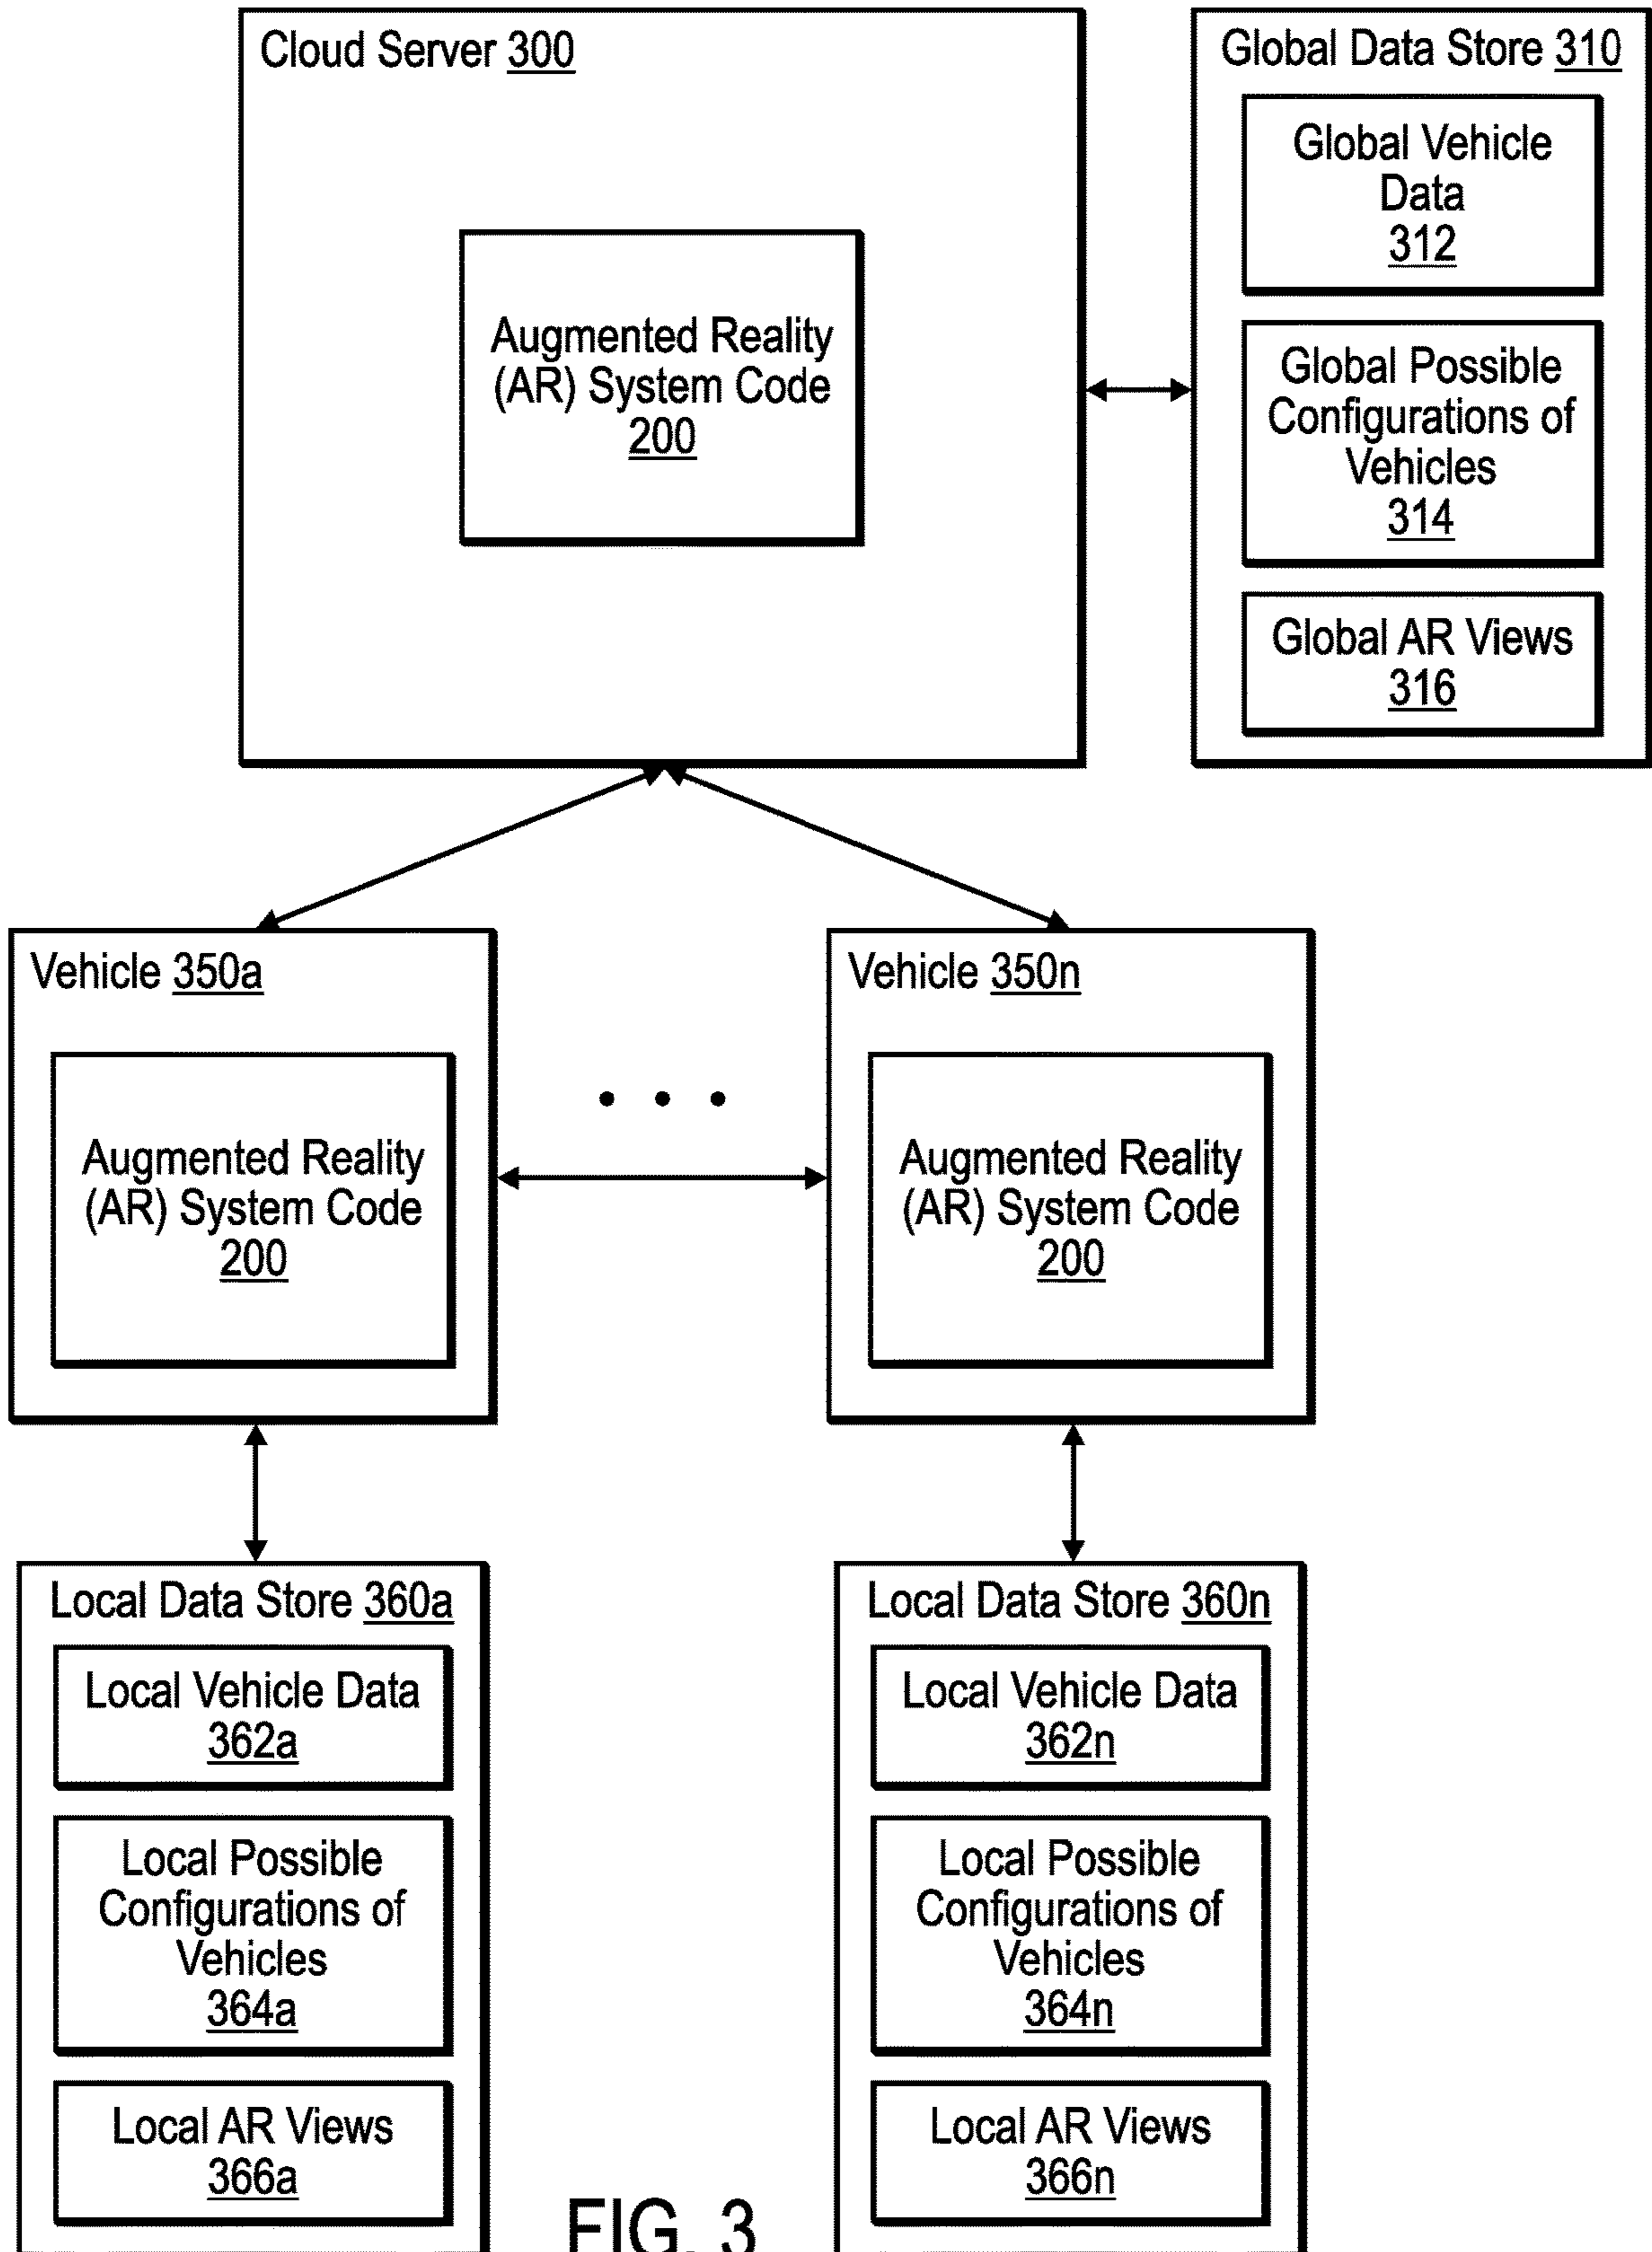 Cloud Server 300
Augmented Reality
(AR) System Code
200
Global Data Store 310
Global Vehicle
Data
312
Global Possible
Configurations of
Vehicles
314
Global AR Views
316
Vehicle 350a
Augmented Reality
(AR) System Code
200
. . .
Vehicle 350n
Augmented Reality
(AR) System Code
200
Local Data Store 360a
Local Vehicle Data
362a
Local Possible
Configurations of
Vehicles
364a
Local AR Views
366a
Local Data Store 360n
Local Vehicle Data
362n
Local Possible
Configurations of
Vehicles
364n
Local AR Views
366n
FIG. 3